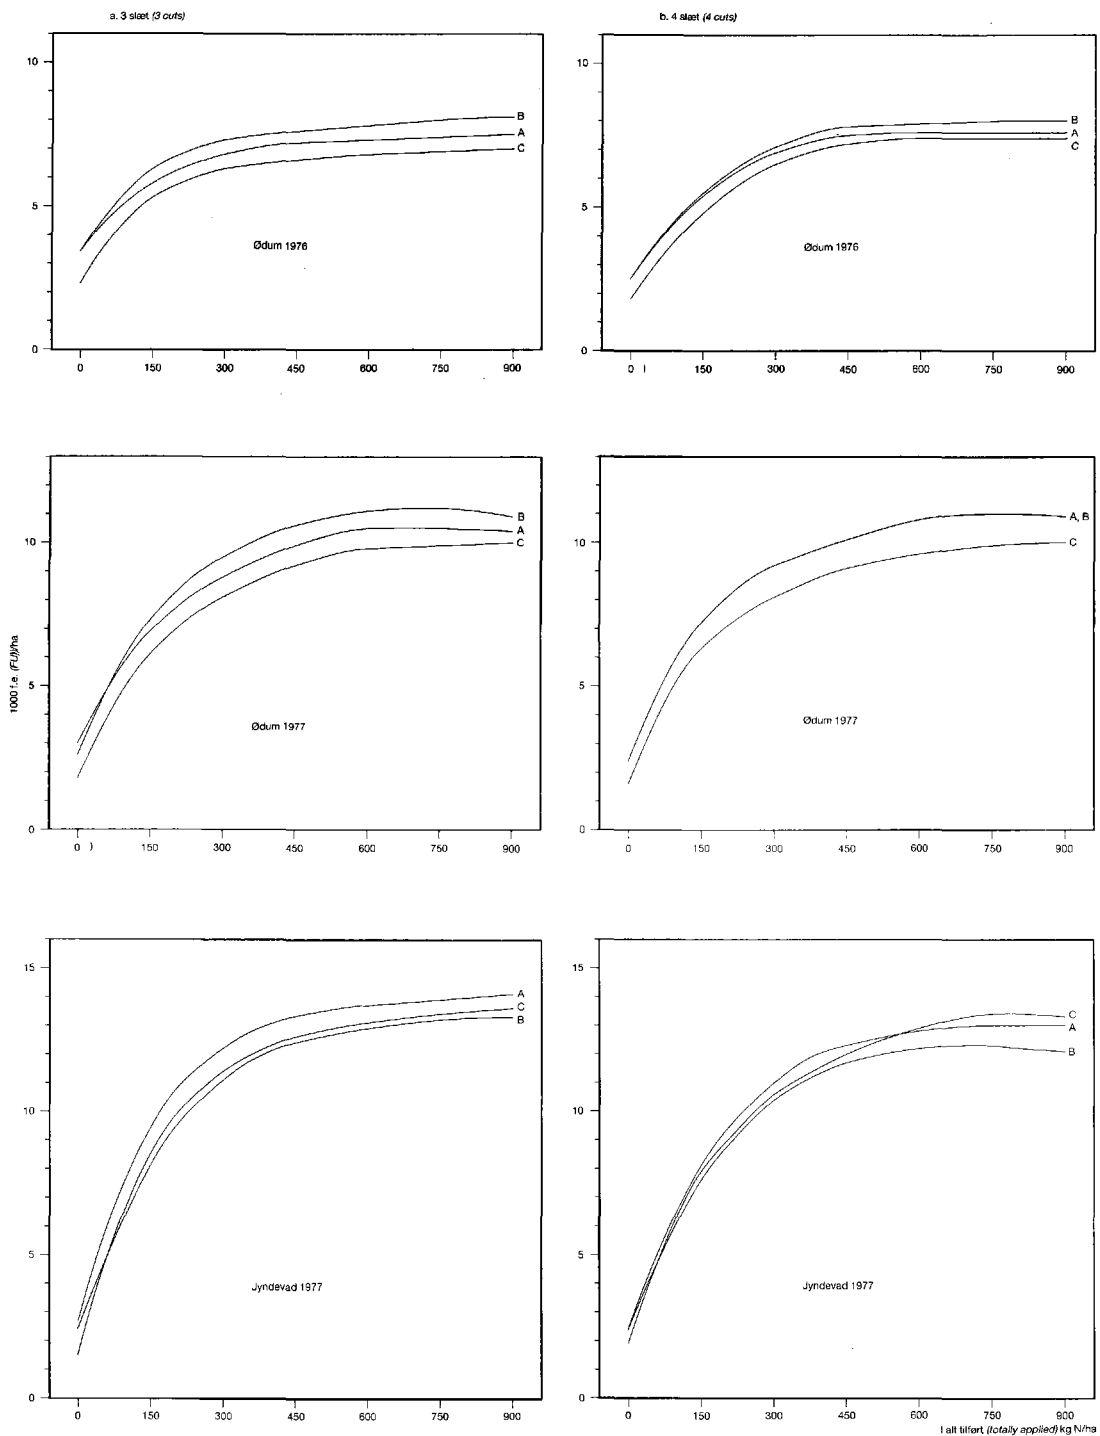 a. 3 slæt (3 cuts)
b. 4 slæt (4 cuts)
10
5
0
B
A
C
Ødum 1976
0 150 300 450 600 750 900
10
5
0
B
A
C
Ødum 1976
0 150 300 450 600 750 900
1000 f.e. (FU)/ha
10
5
0
B
A
C
Ødum 1977
0 150 300 450 600 750 900
10
5
0
A, B
C
Ødum 1977
0 150 300 450 600 750 900
15
10
5
0
A
C
B
Jyndevad 1977
0 150 300 450 600 750 900
15
10
5
0
C
A
B
Jyndevad 1977
0 150 300 450 600 750 900
I alt tilført (totally applied) kg N/ha